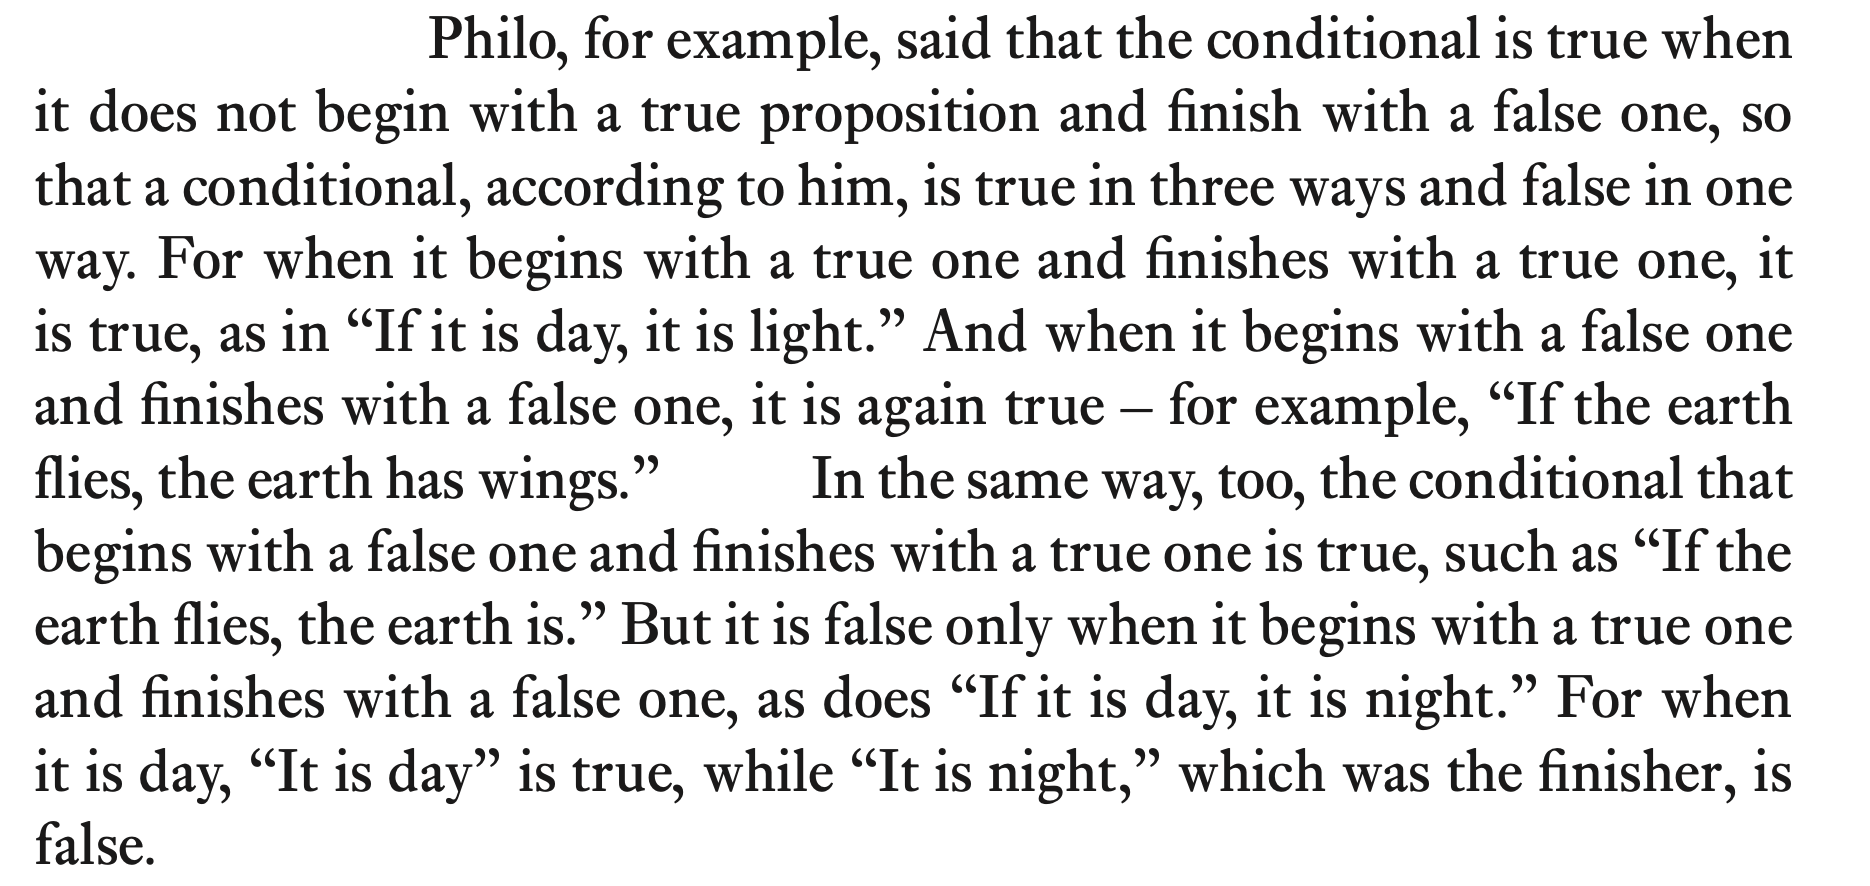 Philo, for example, said that the conditional is true when
it does not begin with a true proposition and finish with a false one, so
that a conditional, according to him, is true in three ways and false in one
way. For when it begins with a true one and finishes with a true one, it
is true, as in “If it is day, it is light.” And when it begins with a false one
and finishes with a false one, it is again true – for example, “If the earth
flies, the earth has wings.” In the same way, too, the conditional that
begins with a false one and finishes with a true one is true, such as “If the
earth flies, the earth is.” But it is false only when it begins with a true one
and finishes with a false one, as does “If it is day, it is night.” For when
it is day, “It is day” is true, while “It is night,” which was the finisher, is
false.